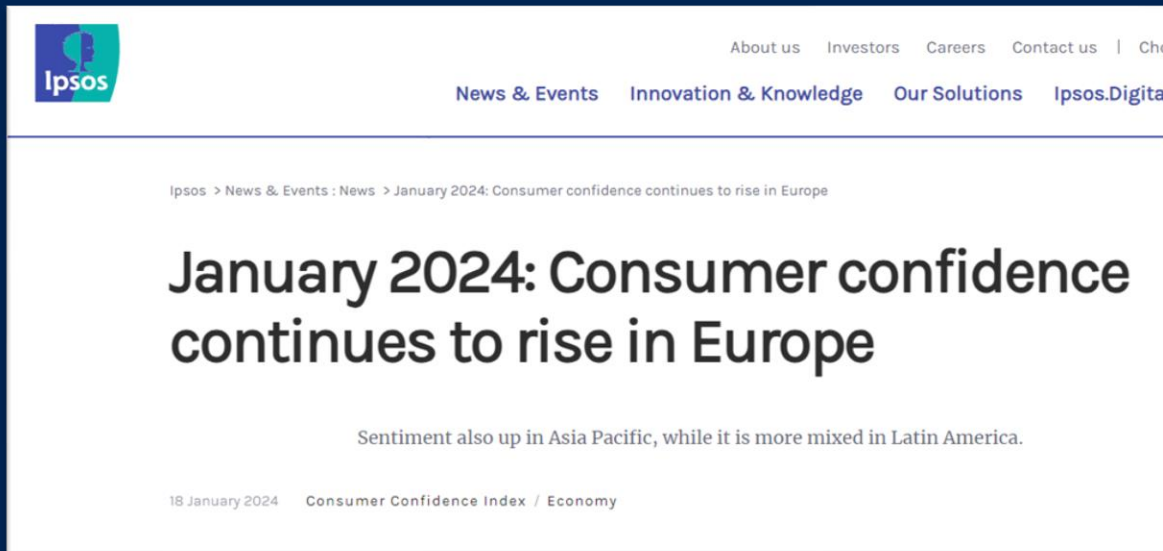 Ipsos
About us Investors Careers Contact us |
News & Events Innovation & Knowledge Our Solutions
Ipsos > News & Events : News > January 2024: Consumer confidence continues to rise in Europe
January 2024: Consumer confidence
continues to rise in Europe
Sentiment also up in Asia Pacific, while it is more mixed in Latin America.
18 January 2024 Consumer Confidence Index / Economy